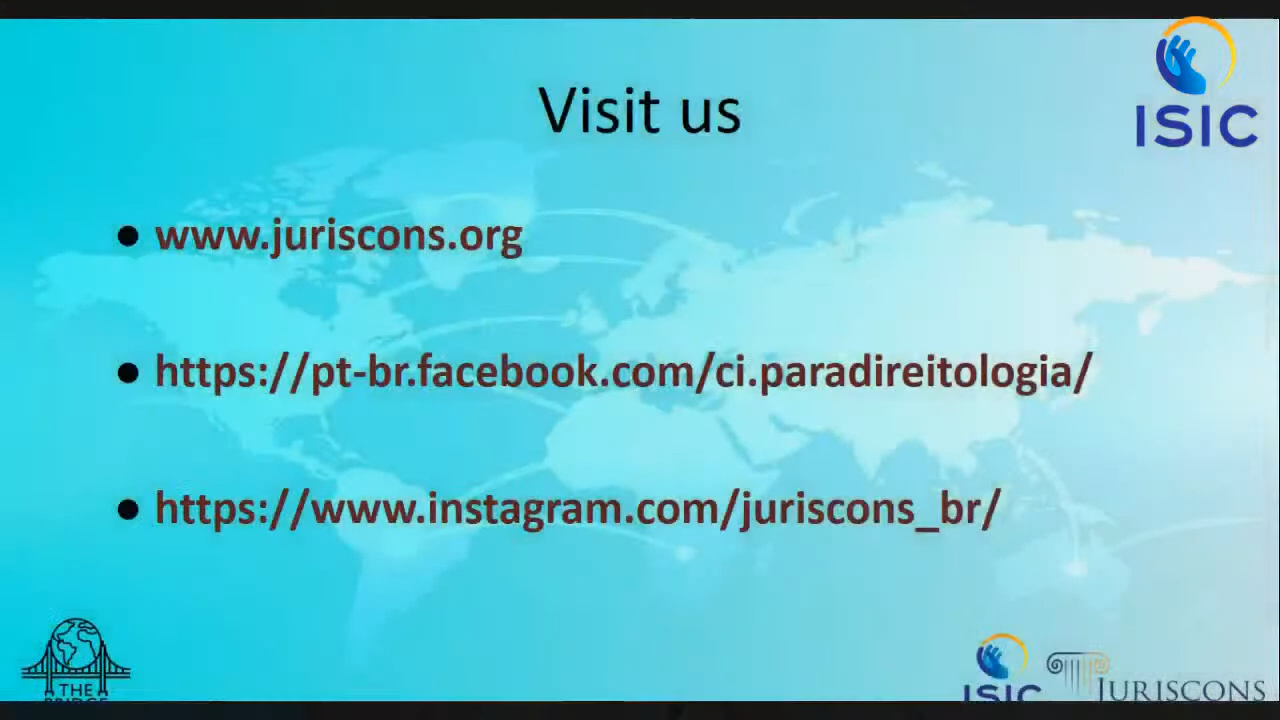 ISIC
Visit us
www.juriscons.org
https://pt-br.facebook.com/ci.paradireitologia/
https://www.instagram.com/juriscons_br/
THE
BRIDGE
ISIC
JURISCONS